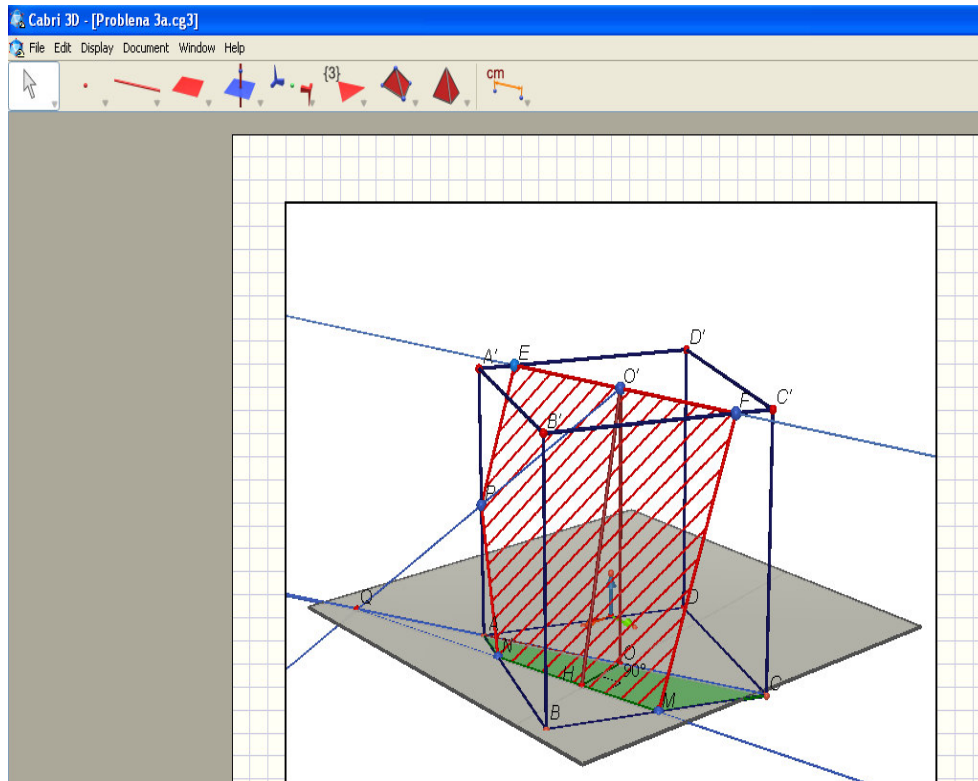 Cabri 3D - [Problena 3a.cg3]
File Edit Display Document Window Help
{3}
cm
D'
A'
E
O'
C'
F
B'
P
Q
A
D
N
O
90°
H
C
M
B